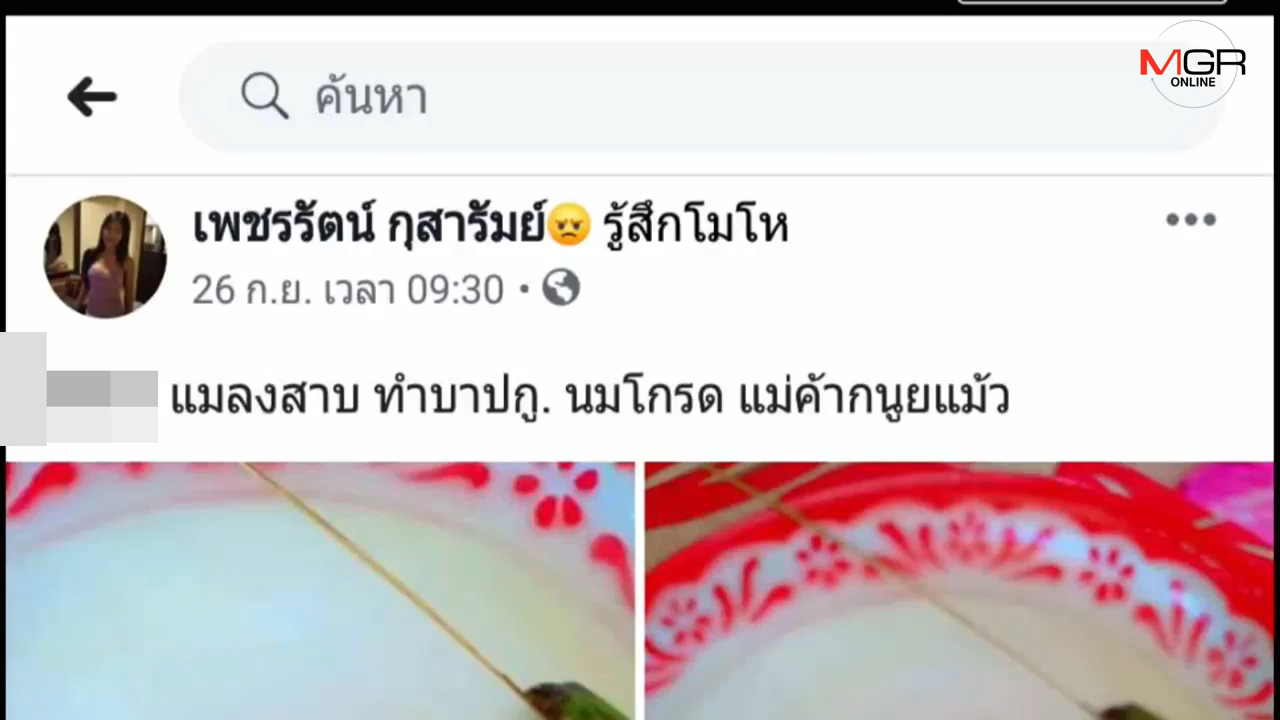 MGR
ONLINE
ค้นหา
เพชรรัตน์ กุสารัมย์ รู้สึกโมโห
26 ก.ย. เวลา 09:30 •
แมลงสาบ ทำบาปกู. นมโกรด แม่ค้ากนูยแม้ว